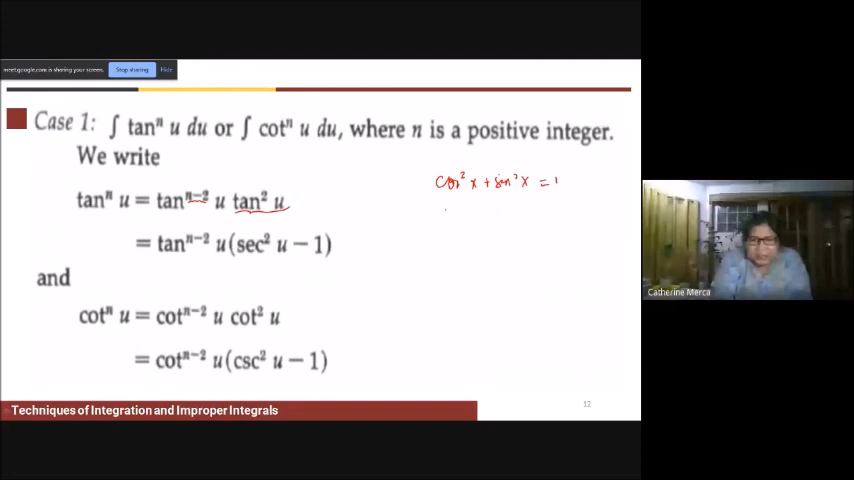 meet.google.com is sharing your screen. Stop sharing Hide
Case 1: ∫ tanⁿ u du or ∫ cotⁿ u du, where n is a positive integer.
We write
tanⁿ u = tanⁿ⁻² u tan² u
cos² x + sin² x = 1
= tanⁿ⁻² u(sec² u − 1)
and
cotⁿ u = cotⁿ⁻² u cot² u
= cotⁿ⁻² u(csc² u − 1)
Techniques of Integration and Improper Integrals
12
Catherine Merca